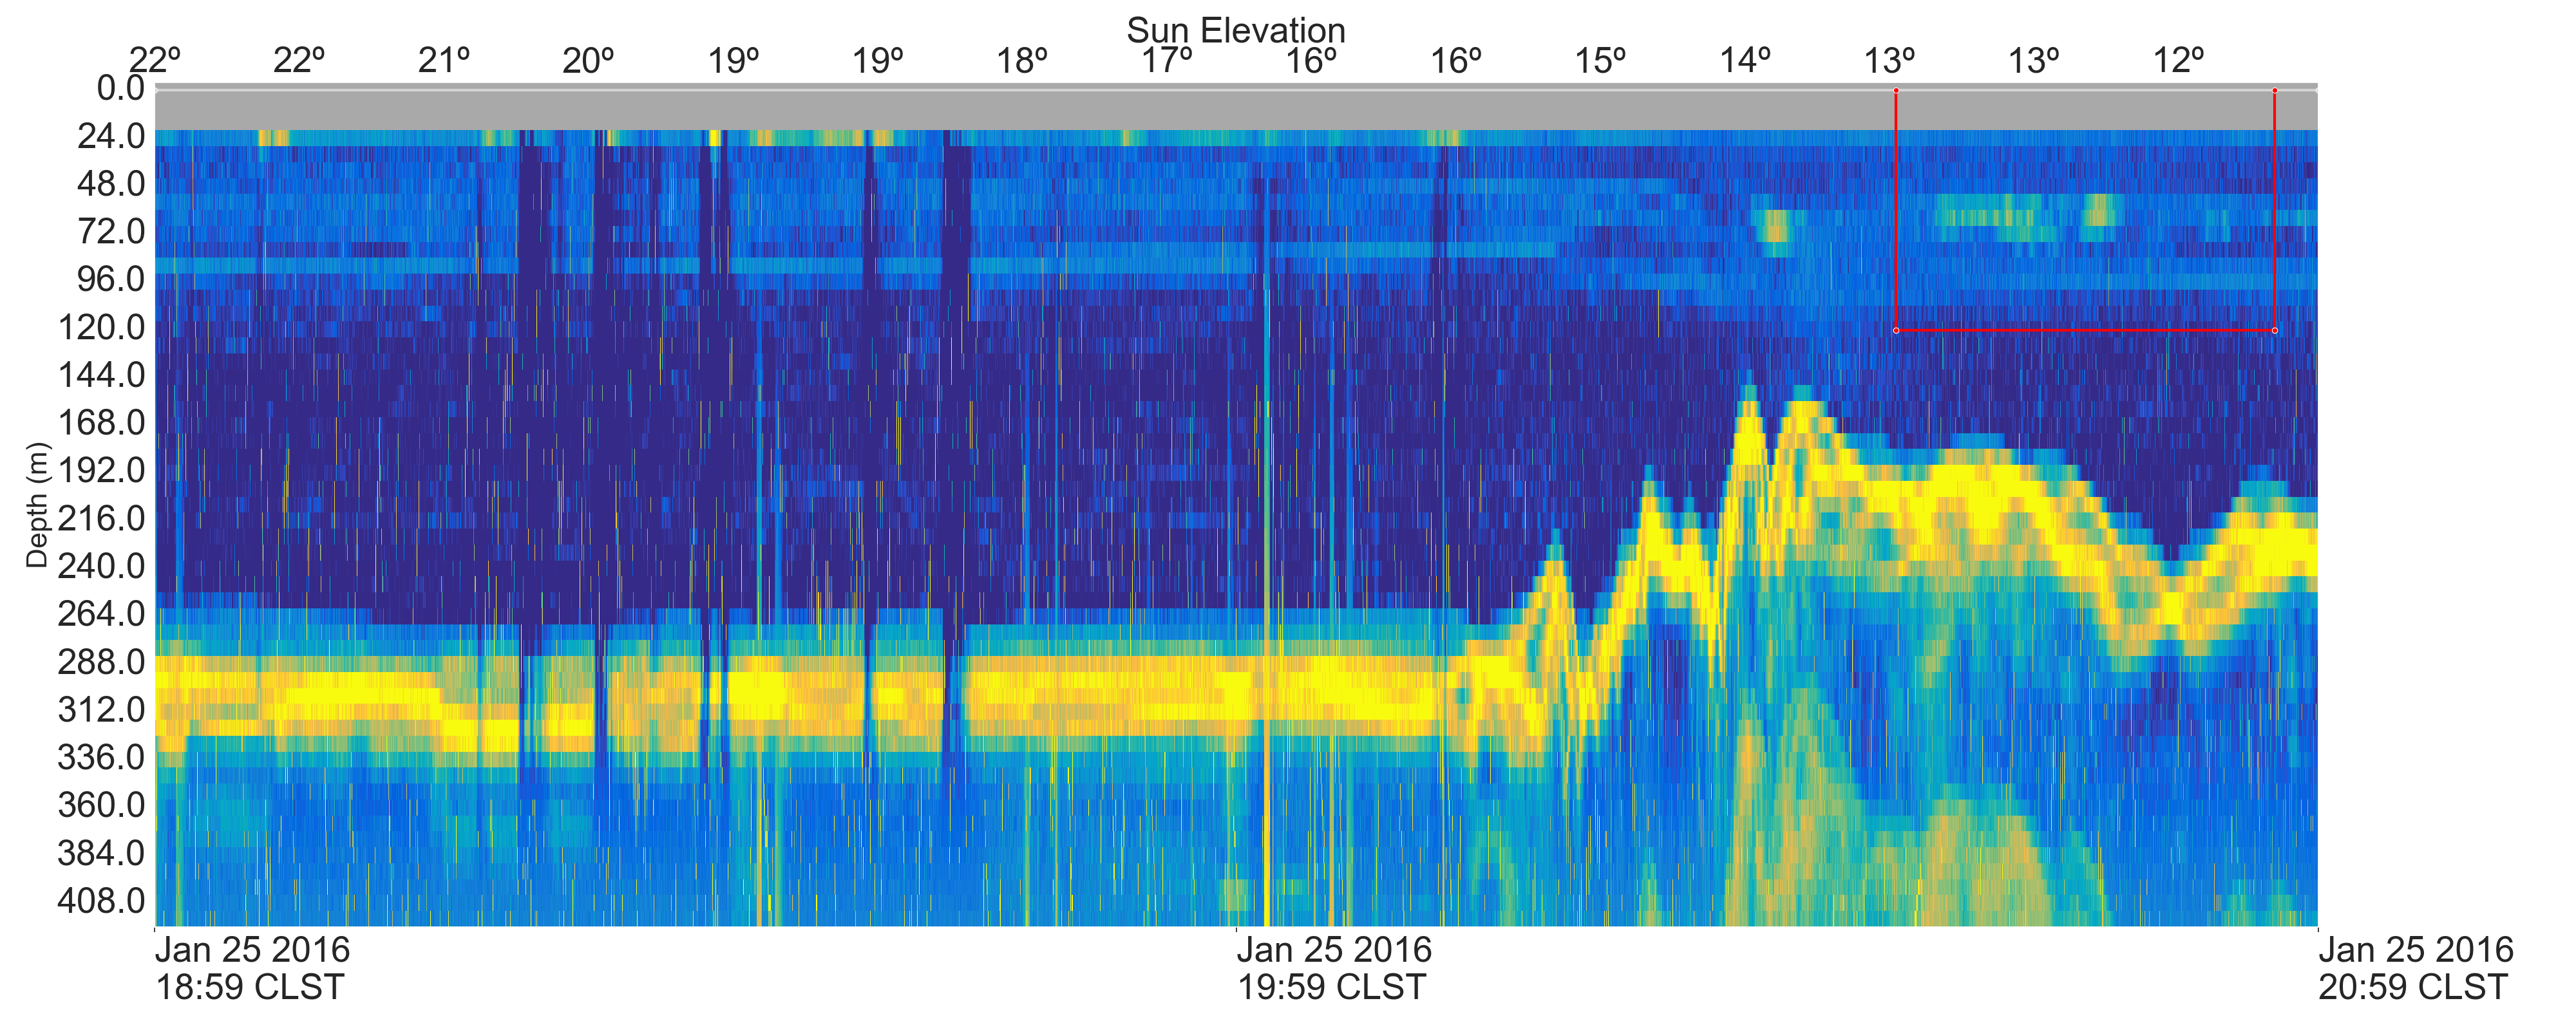 Sun Elevation
22º 22º 21º 20º 19º 19º 18º 17º 16º 16º 15º 14º 13º 13º 12º
0.0
24.0
48.0
72.0
96.0
120.0
144.0
168.0
192.0
216.0
240.0
264.0
288.0
312.0
336.0
360.0
384.0
408.0
Depth (m)
Jan 25 2016
18:59 CLST
Jan 25 2016
19:59 CLST
Jan 25 2016
20:59 CLST